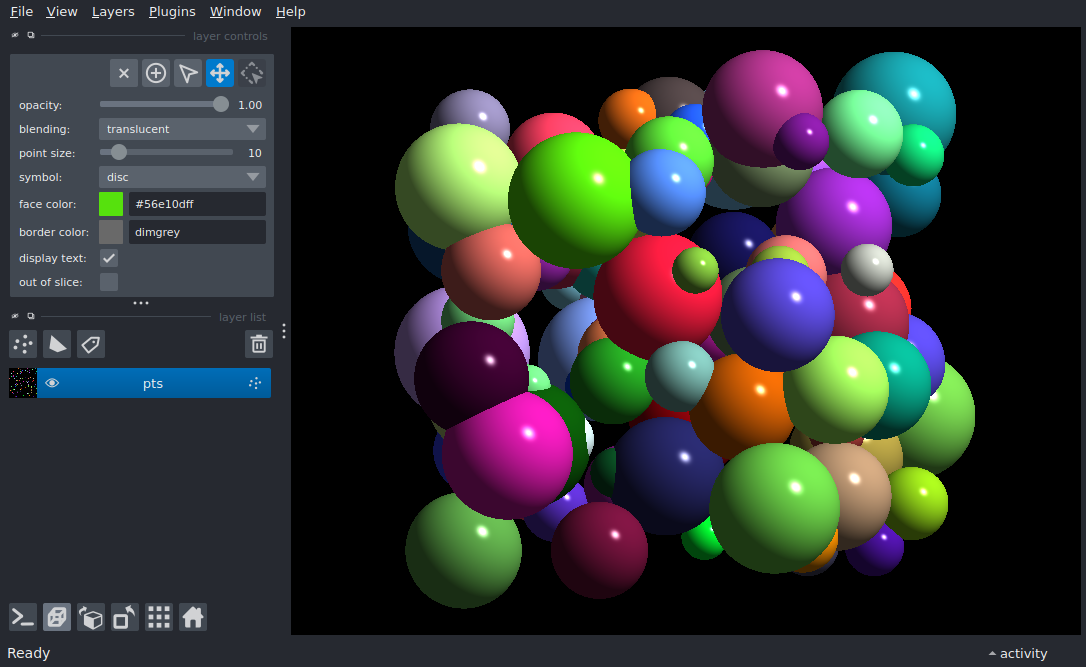 File View Layers Plugins Window Help
layer controls
opacity: 1.00
blending: translucent
point size: 10
symbol: disc
face color: #56e10dff
border color: dimgrey
display text:
out of slice:
layer list
pts
Ready activity